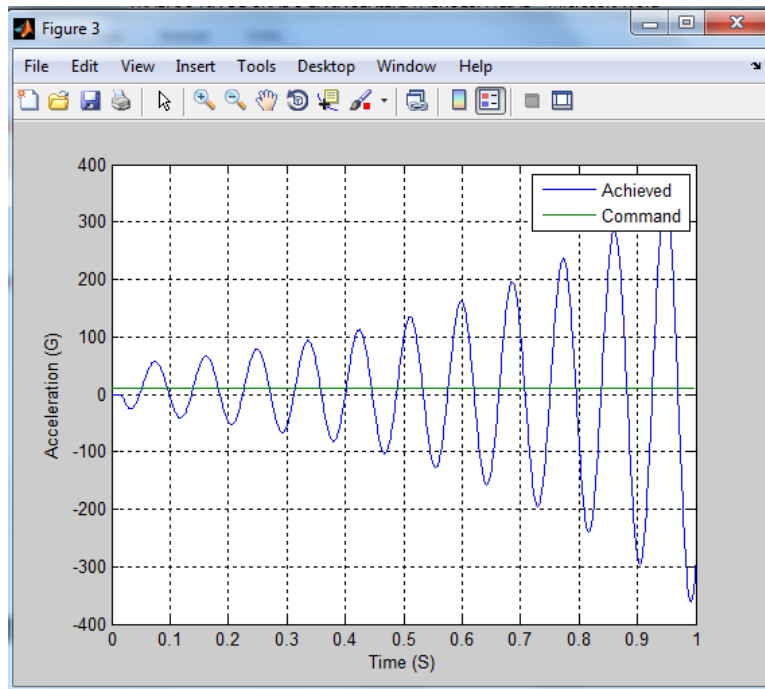 Figure 3
File Edit View Insert Tools Desktop Window Help
400
300
200
100
0
-100
-200
-300
-400
Acceleration (G)
Achieved
Command
0 0.1 0.2 0.3 0.4 0.5 0.6 0.7 0.8 0.9 1
Time (S)